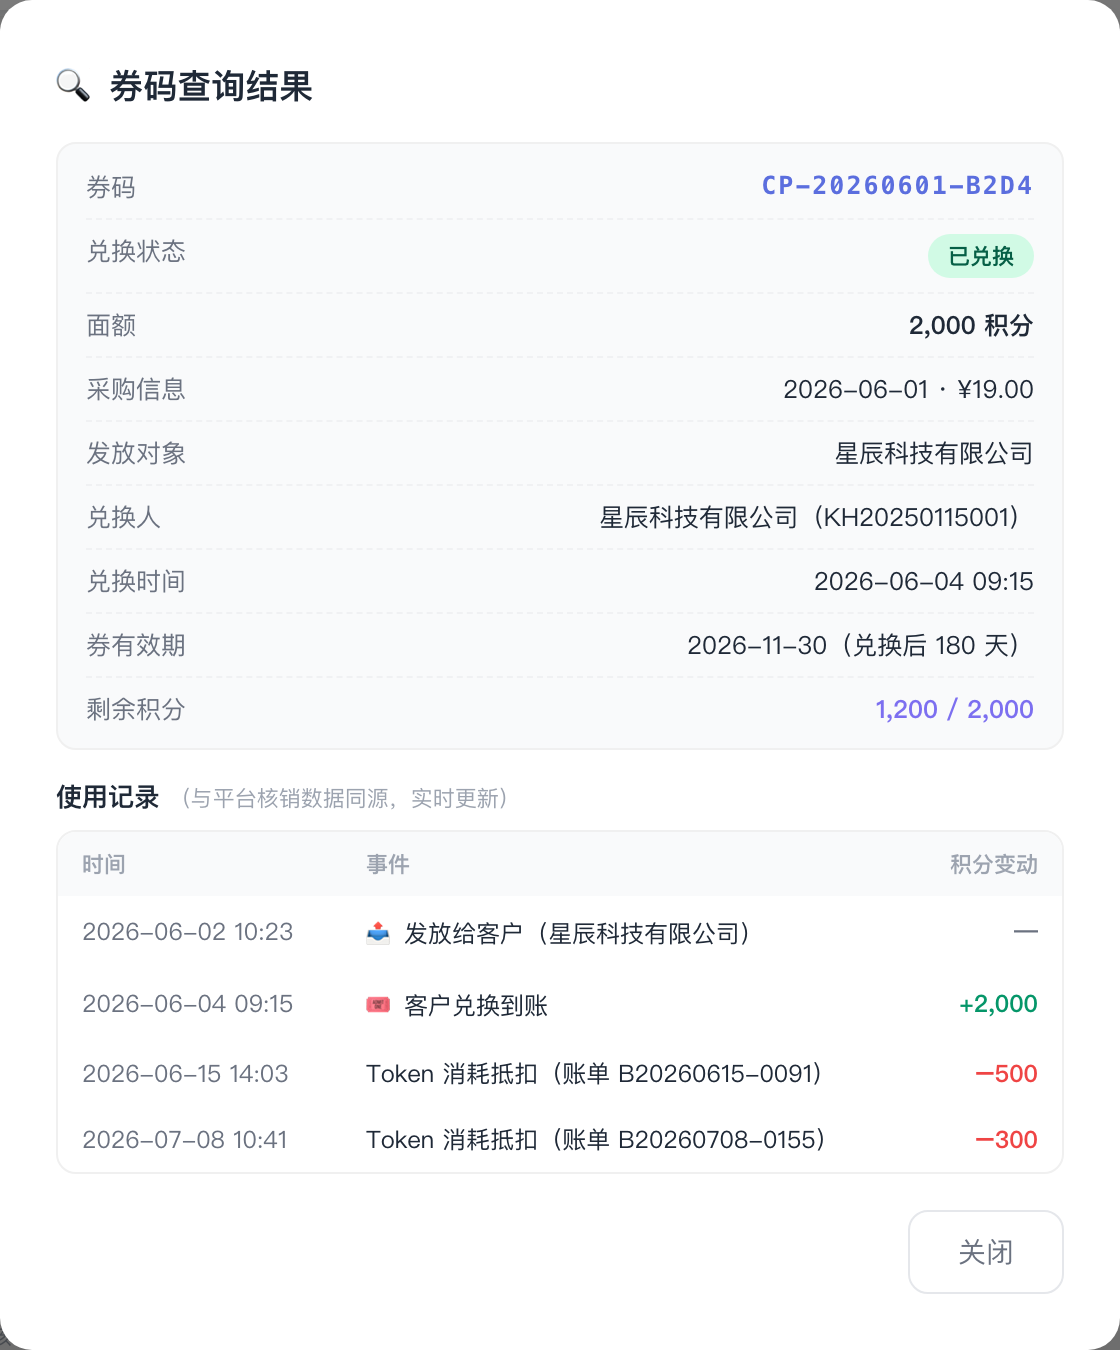 券码查询结果
券码 CP-20260601-B2D4
兑换状态 已兑换
面额 2,000 积分
采购信息 2026-06-01 · ¥19.00
发放对象 星辰科技有限公司
兑换人 星辰科技有限公司（KH20250115001）
兑换时间 2026-06-04 09:15
券有效期 2026-11-30（兑换后 180 天）
剩余积分 1,200 / 2,000
使用记录 （与平台核销数据同源，实时更新）
时间 事件 积分变动
2026-06-02 10:23 发放给客户（星辰科技有限公司） —
2026-06-04 09:15 客户兑换到账 +2,000
2026-06-15 14:03 Token 消耗抵扣（账单 B20260615-0091） −500
2026-07-08 10:41 Token 消耗抵扣（账单 B20260708-0155） −300
关闭